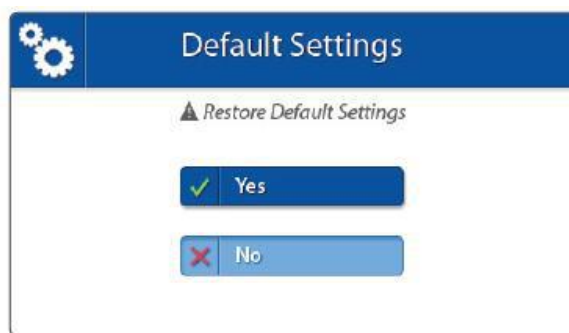 Default Settings
Restore Default Settings
Yes
No